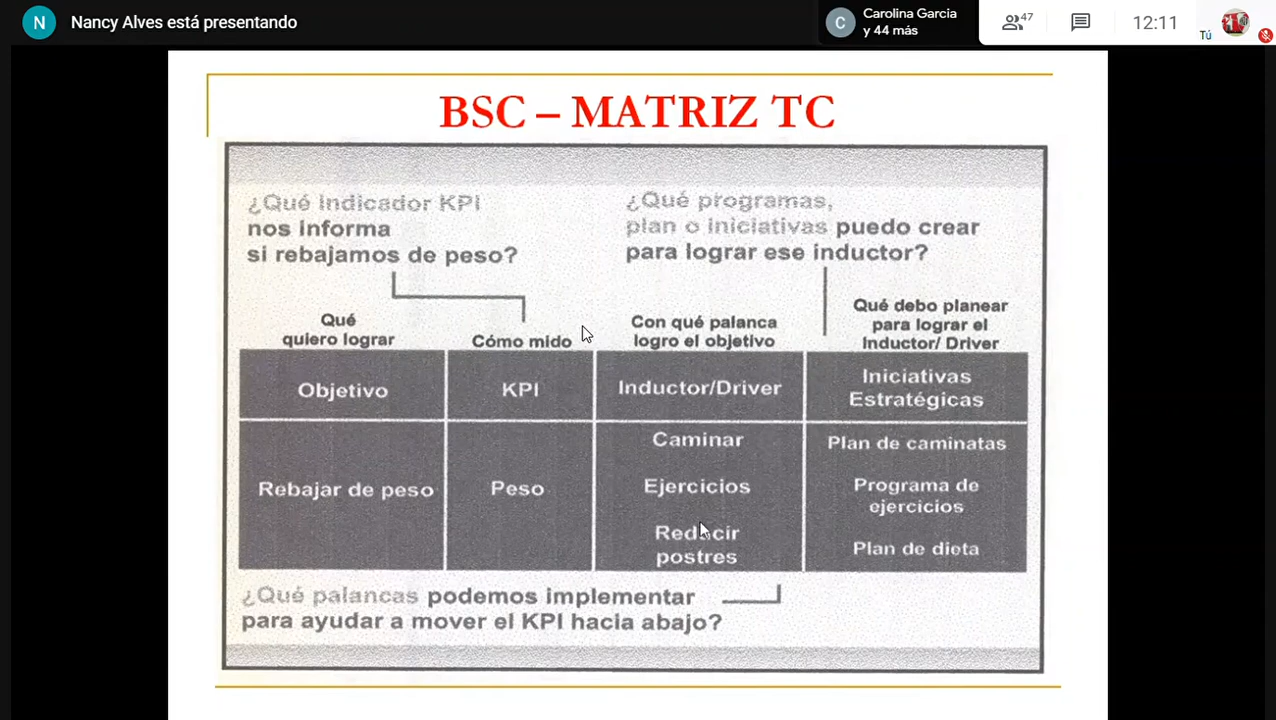 N Nancy Alves está presentando
C Carolina Garcia
y 44 más
47
12:11
Tú
BSC – MATRIZ TC
¿Qué Indicador KPI
nos informa
si rebajamos de peso?
¿Qué programas,
plan o iniciativas puedo crear
para lograr ese inductor?
Qué
quiero lograr
Cómo mido
Con qué palanca
logro el objetivo
Qué debo planear
para lograr el
Inductor/ Driver
Objetivo
KPI
Inductor/Driver
Iniciativas
Estratégicas
Rebajar de peso
Peso
Caminar
Ejercicios
Reducir
postres
Plan de caminatas
Programa de
ejercicios
Plan de dieta
¿Qué palancas podemos implementar
para ayudar a mover el KPI hacia abajo?